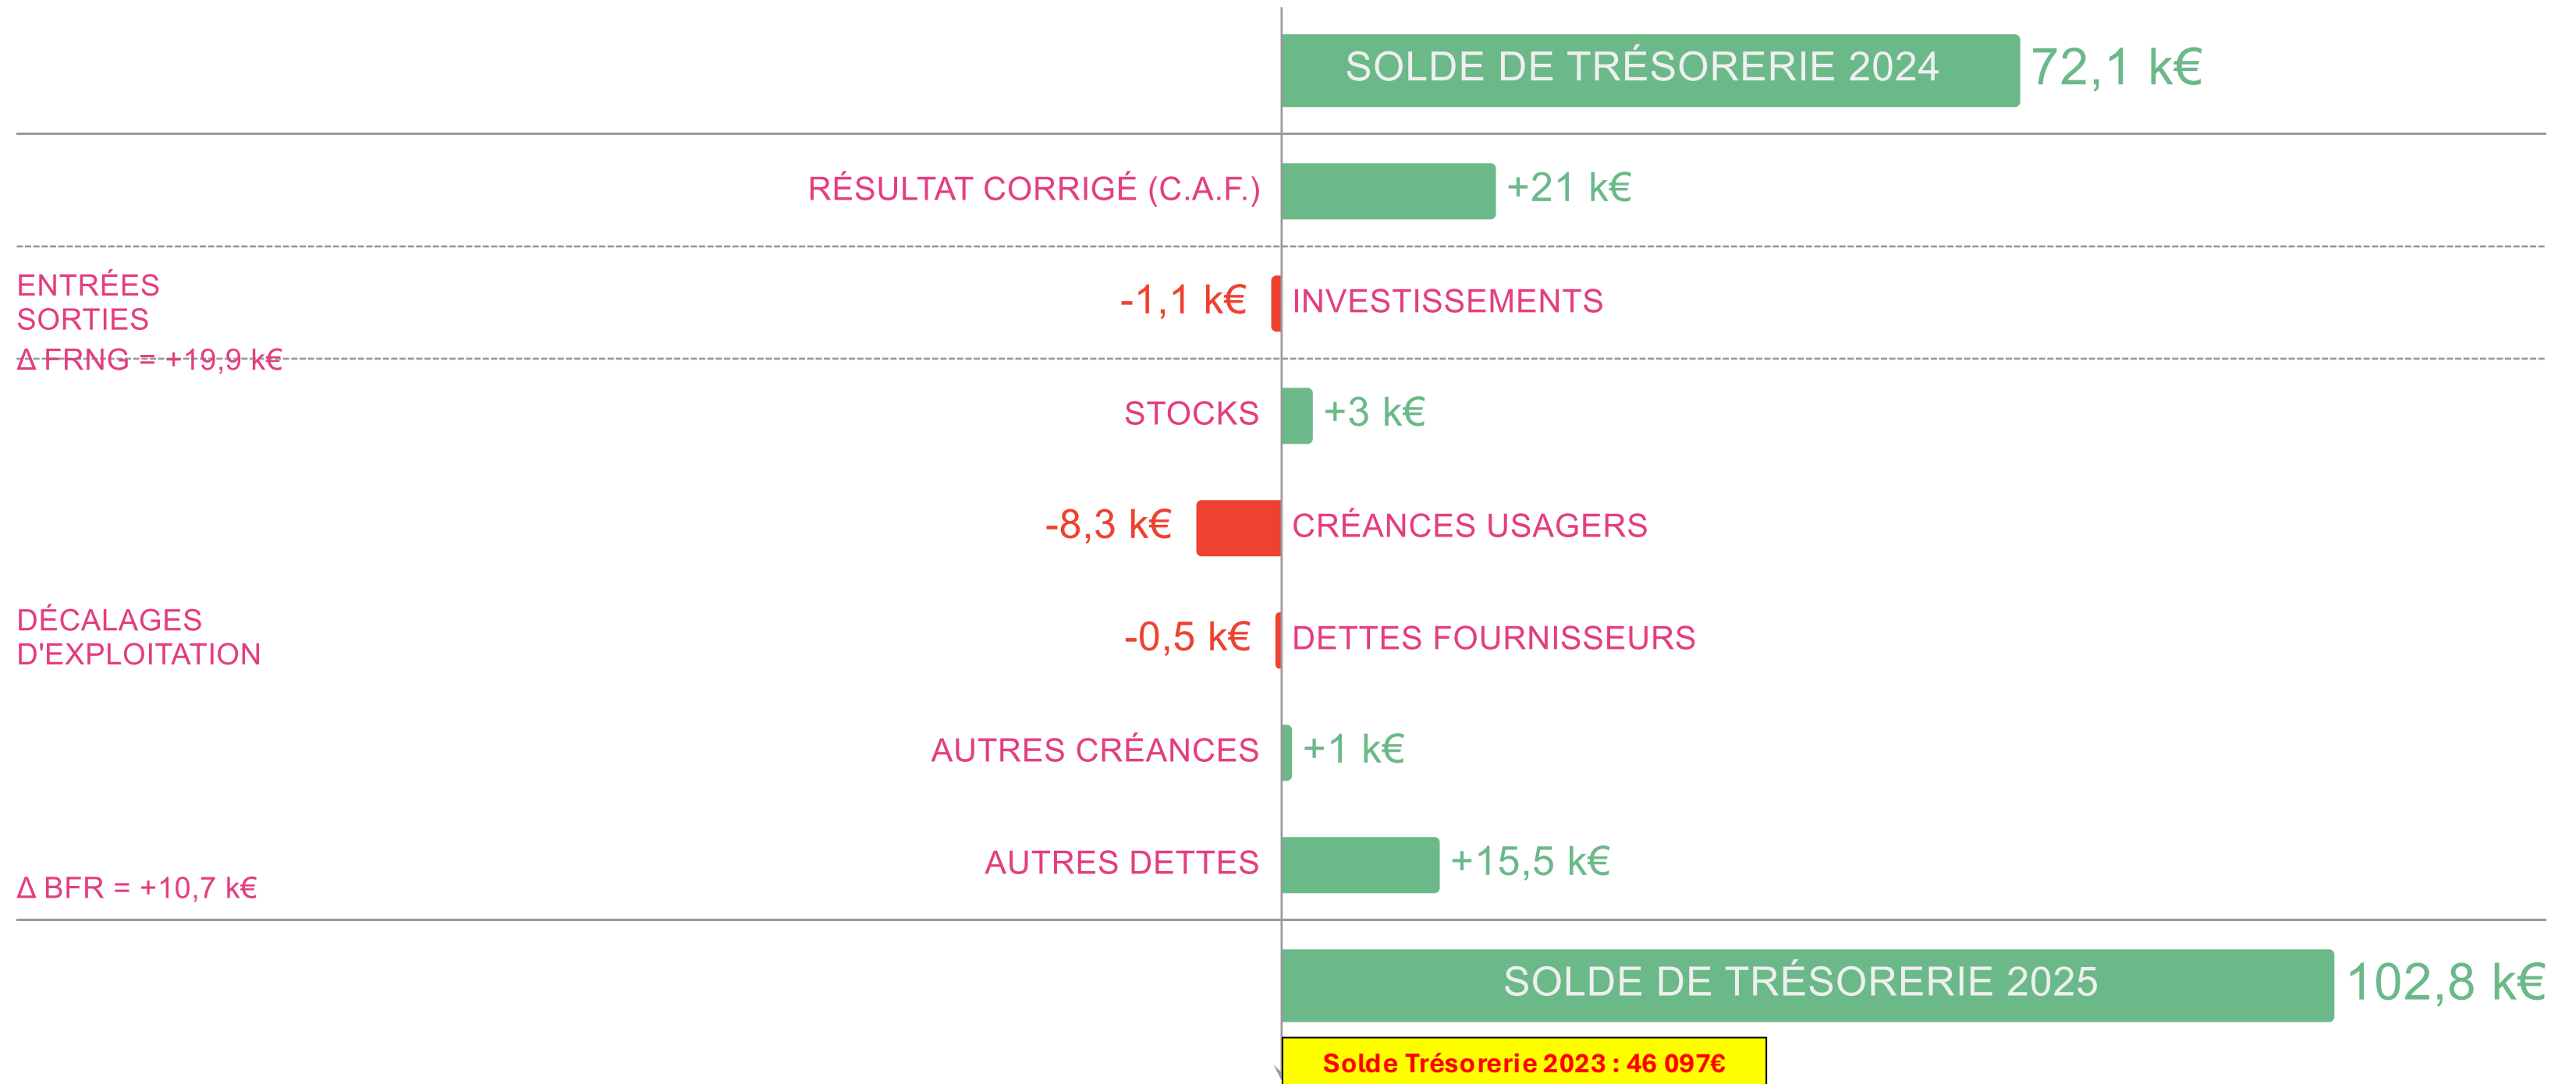 SOLDE DE TRÉSORERIE 2024 72,1 k€
RÉSULTAT CORRIGÉ (C.A.F.) +21 k€
ENTRÉES
SORTIES
-1,1 k€ INVESTISSEMENTS
Δ FRNG = +19,9 k€
STOCKS +3 k€
-8,3 k€ CRÉANCES USAGERS
DÉCALAGES
D'EXPLOITATION
-0,5 k€ DETTES FOURNISSEURS
AUTRES CRÉANCES +1 k€
AUTRES DETTES +15,5 k€
Δ BFR = +10,7 k€
SOLDE DE TRÉSORERIE 2025 102,8 k€
Solde Trésorerie 2023 : 46 097€